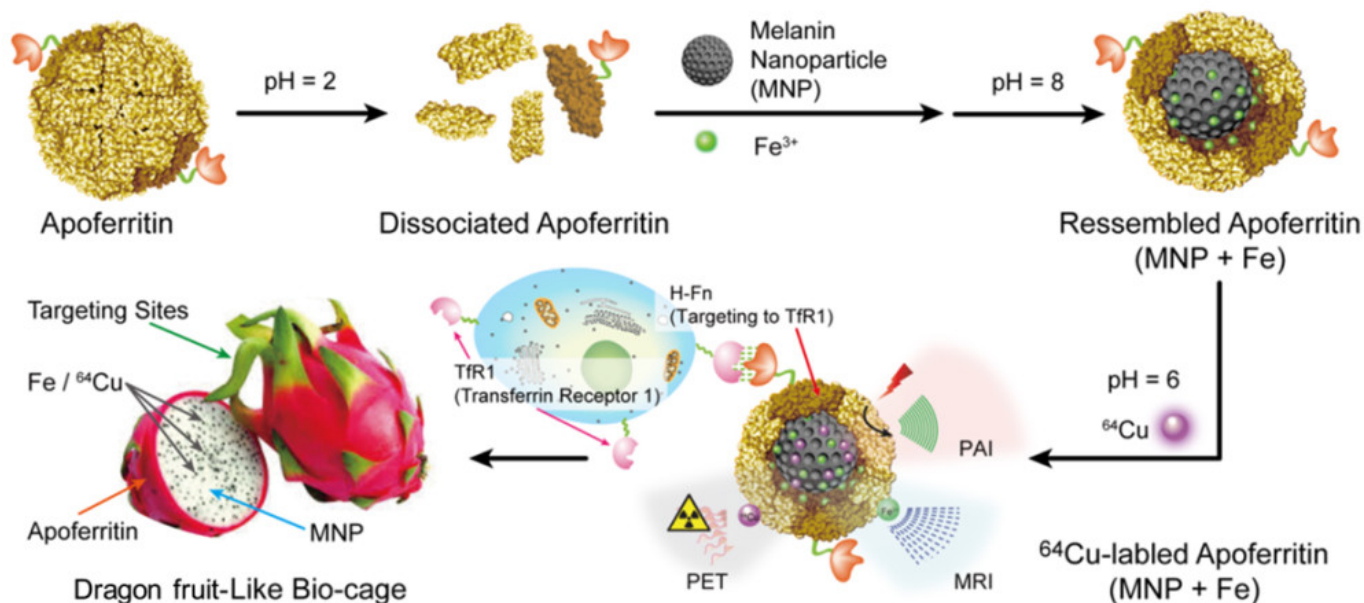 pH = 2
Melanin
Nanoparticle
(MNP)
Fe³⁺
pH = 8
Apoferritin
Dissociated Apoferritin
Ressembled Apoferritin
(MNP + Fe)
Targeting Sites
Fe / ⁶⁴Cu
Apoferritin
MNP
Dragon fruit-Like Bio-cage
H-Fn
(Targeting to TfR1)
TfR1
(Transferrin Receptor 1)
PAI
PET
MRI
pH = 6
⁶⁴Cu
⁶⁴Cu-labled Apoferritin
(MNP + Fe)